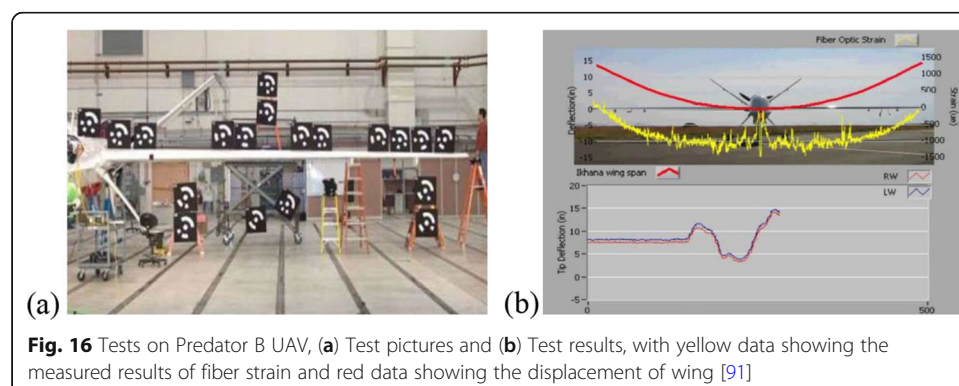 Fiber Optic Strain
15
10
5
0
-5
-10
-15
Deflection(in)
1500
1000
500
0
-500
-1000
-1500
Strain (ue)
Ikhana wing span
RW
LW
20
15
10
5
0
-5
Tip Deflection (in)
0
500
(a)
(b)
Fig. 16 Tests on Predator B UAV, (a) Test pictures and (b) Test results, with yellow data showing the
measured results of fiber strain and red data showing the displacement of wing [91]